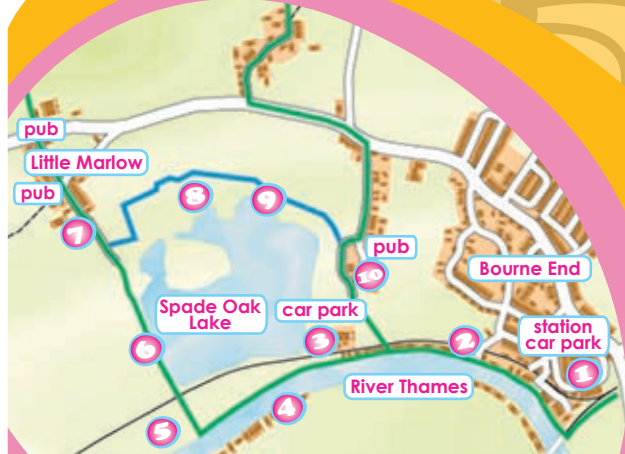 pub
Little Marlow
pub
7
8
9
10
pub
Bourne End
Spade Oak
Lake
car park
3
2
station
car park
1
6
River Thames
4
5